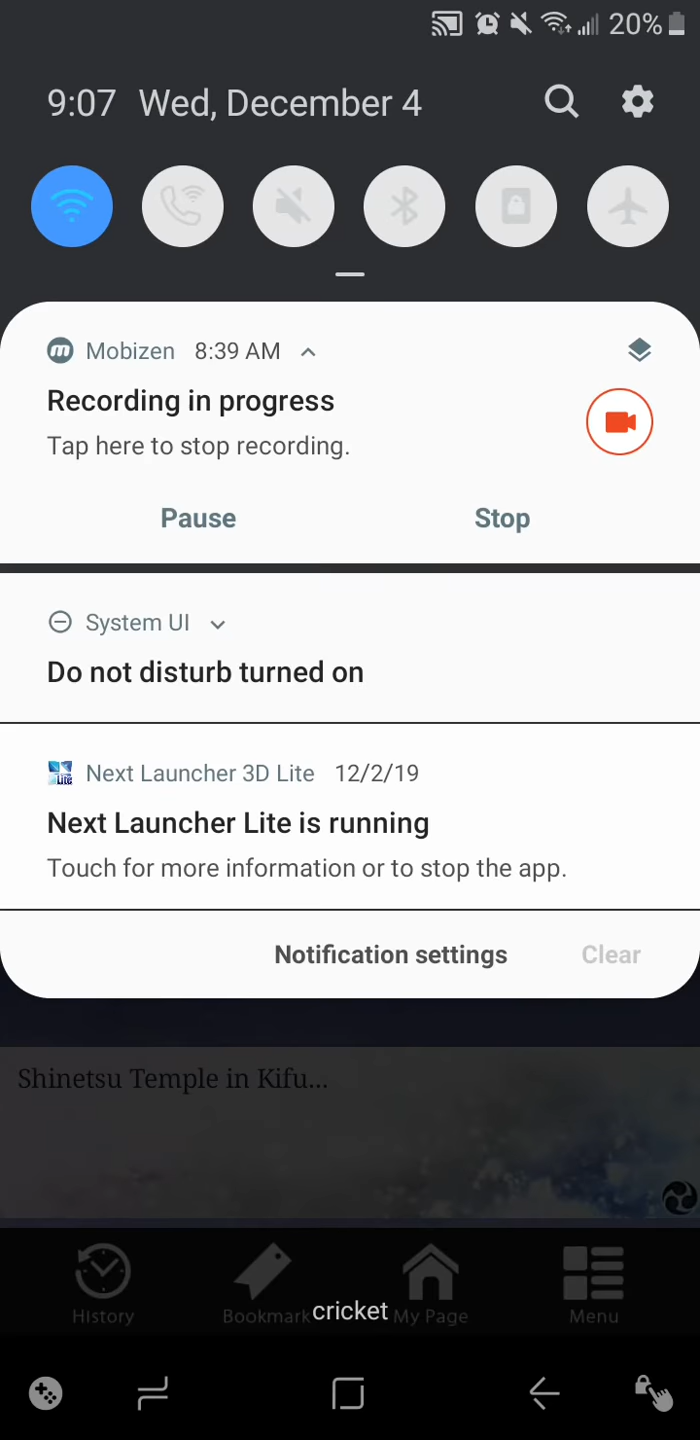 20%
9:07 Wed, December 4
Mobizen 8:39 AM
Recording in progress
Tap here to stop recording.
Pause Stop
System UI
Do not disturb turned on
Lite Next Launcher 3D Lite 12/2/19
Next Launcher Lite is running
Touch for more information or to stop the app.
Notification settings Clear
Shinetsu Temple in Kifu...
History Bookmark My Page Menu
cricket